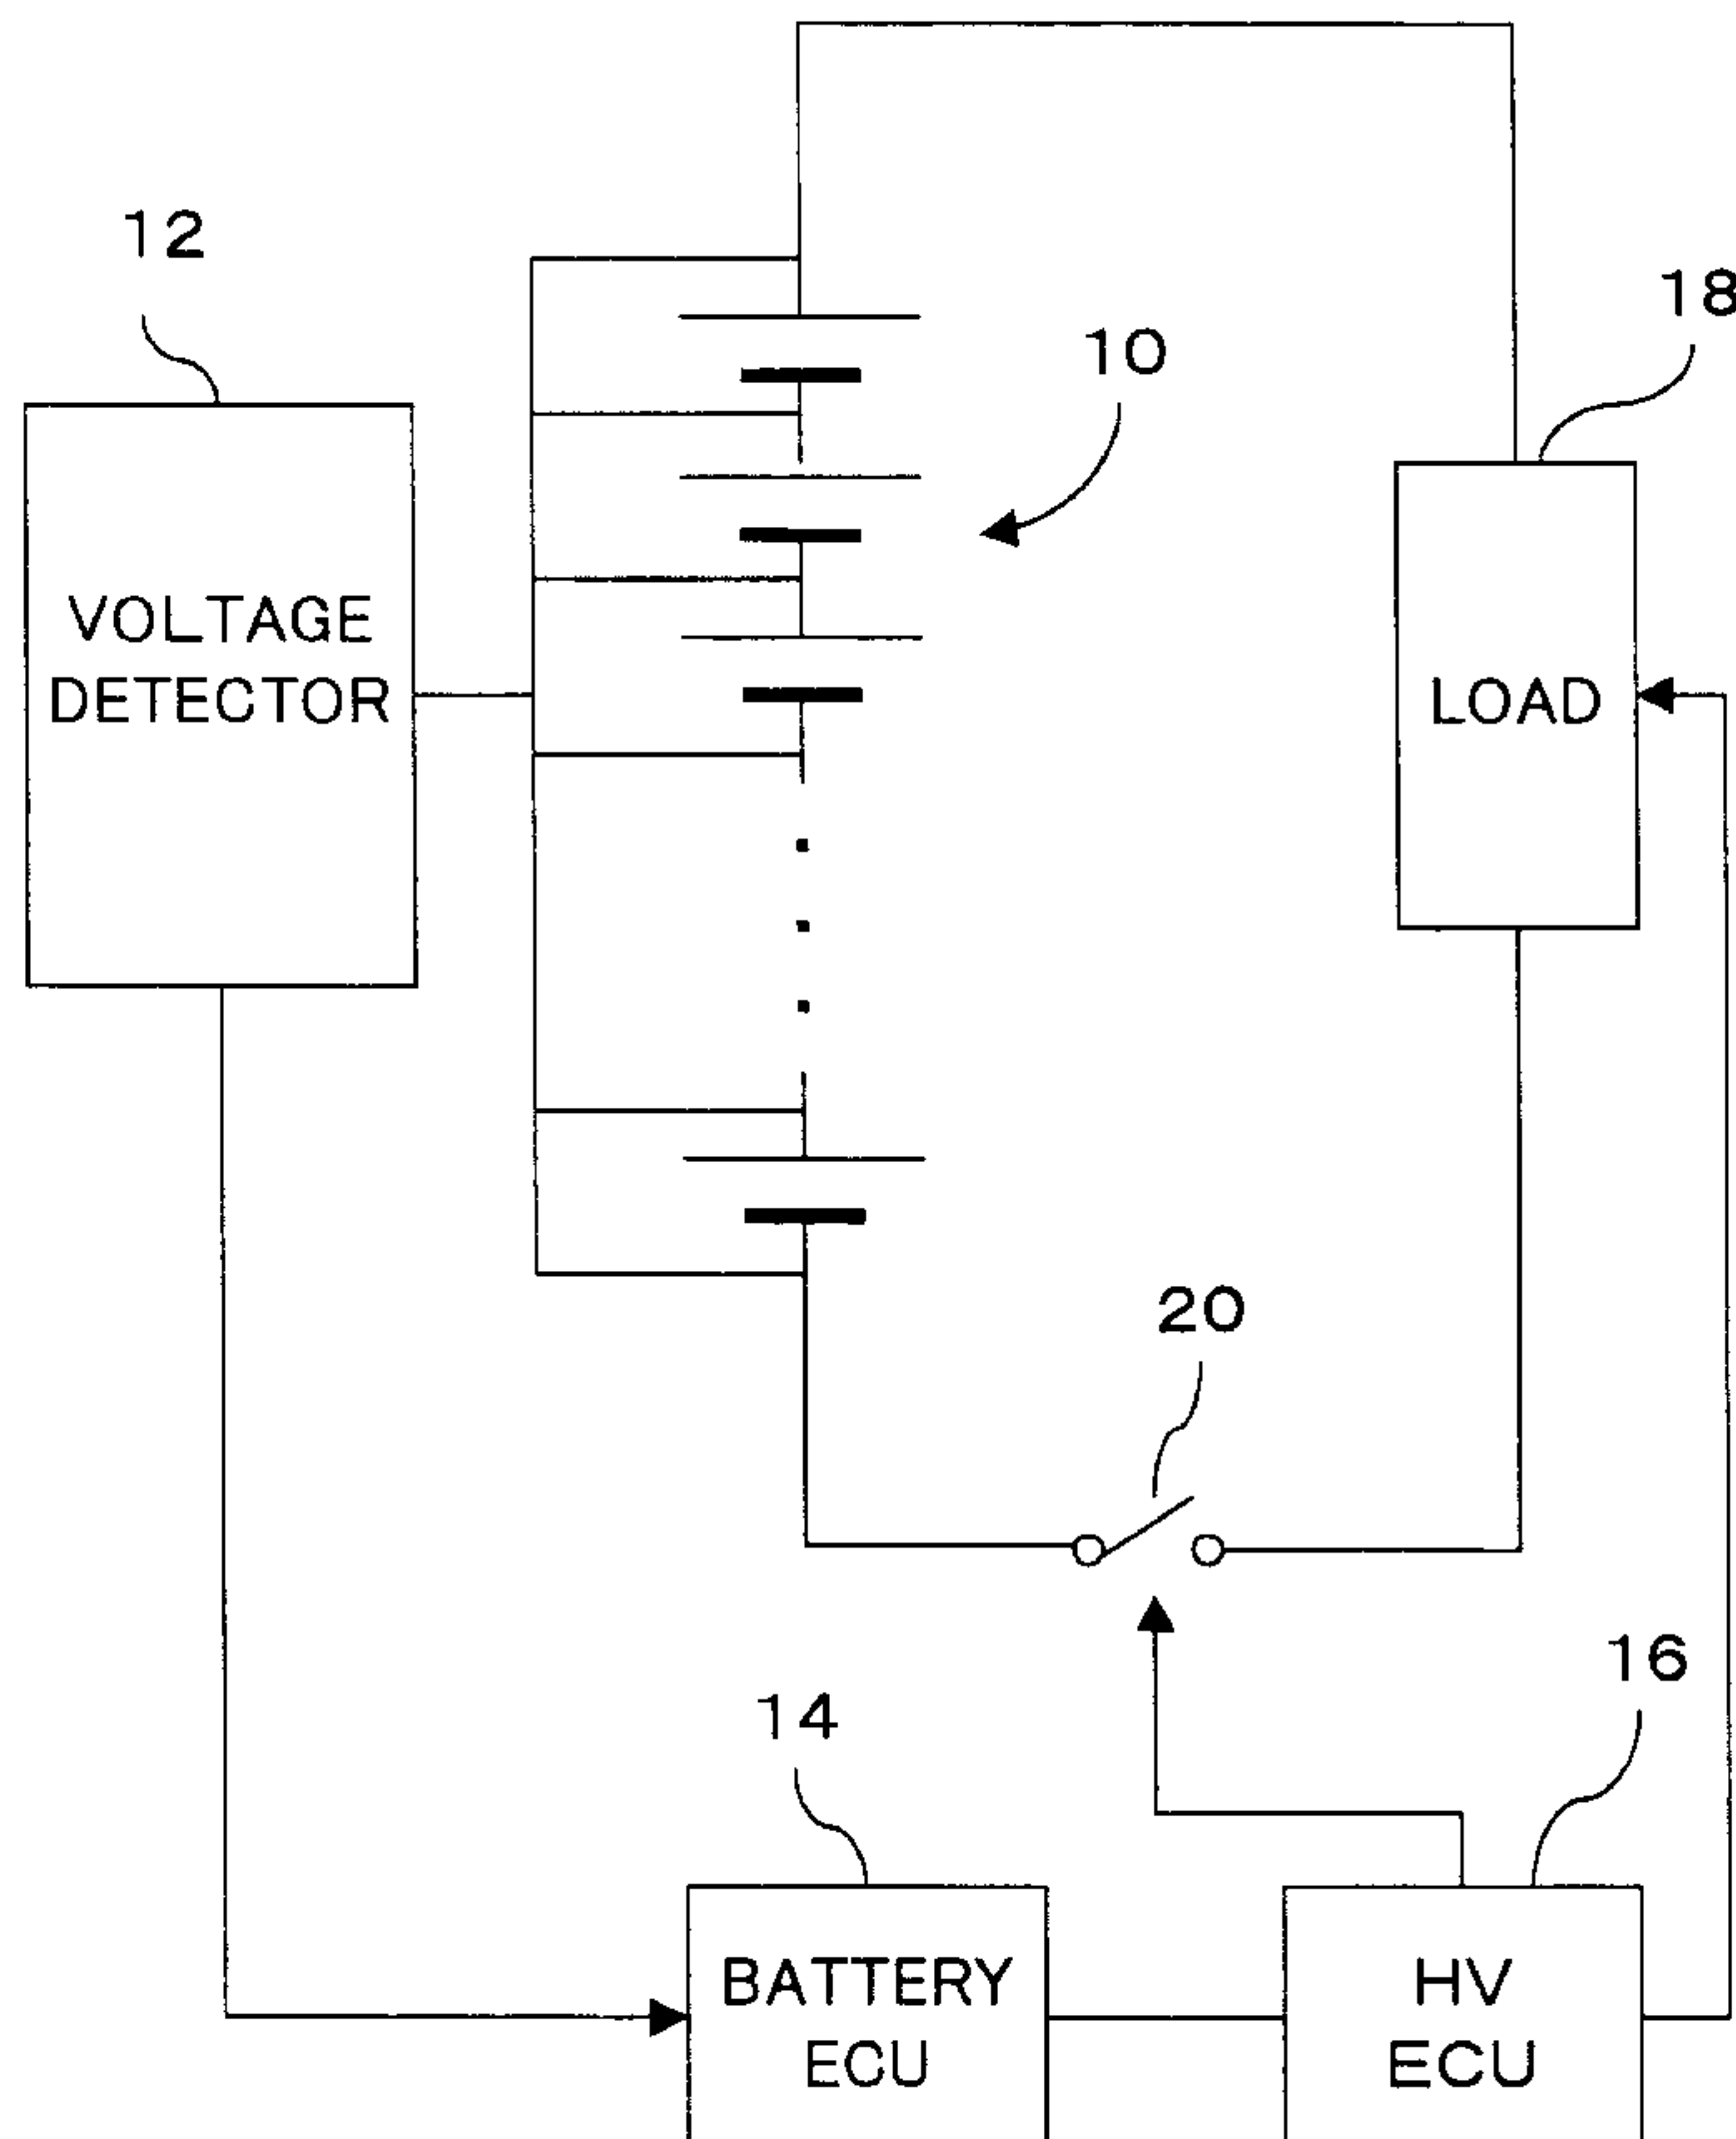 12
18
10
VOLTAGE
DETECTOR
LOAD
20
16
14
BATTERY
ECU
HV
ECU